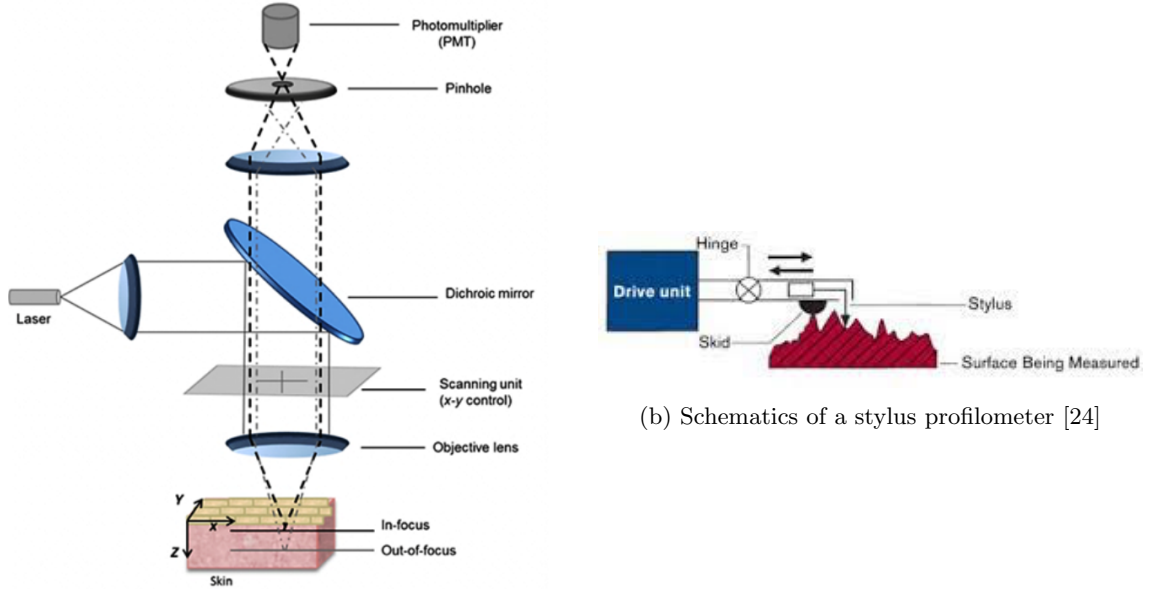 Photomultiplier
(PMT)
Pinhole
Laser
Dichroic mirror
Scanning unit
(x-y control)
Objective lens
Y
x
Z
In-focus
Out-of-focus
Skin
Hinge
Drive unit
Stylus
Skid
Surface Being Measured
(b) Schematics of a stylus profilometer [24]